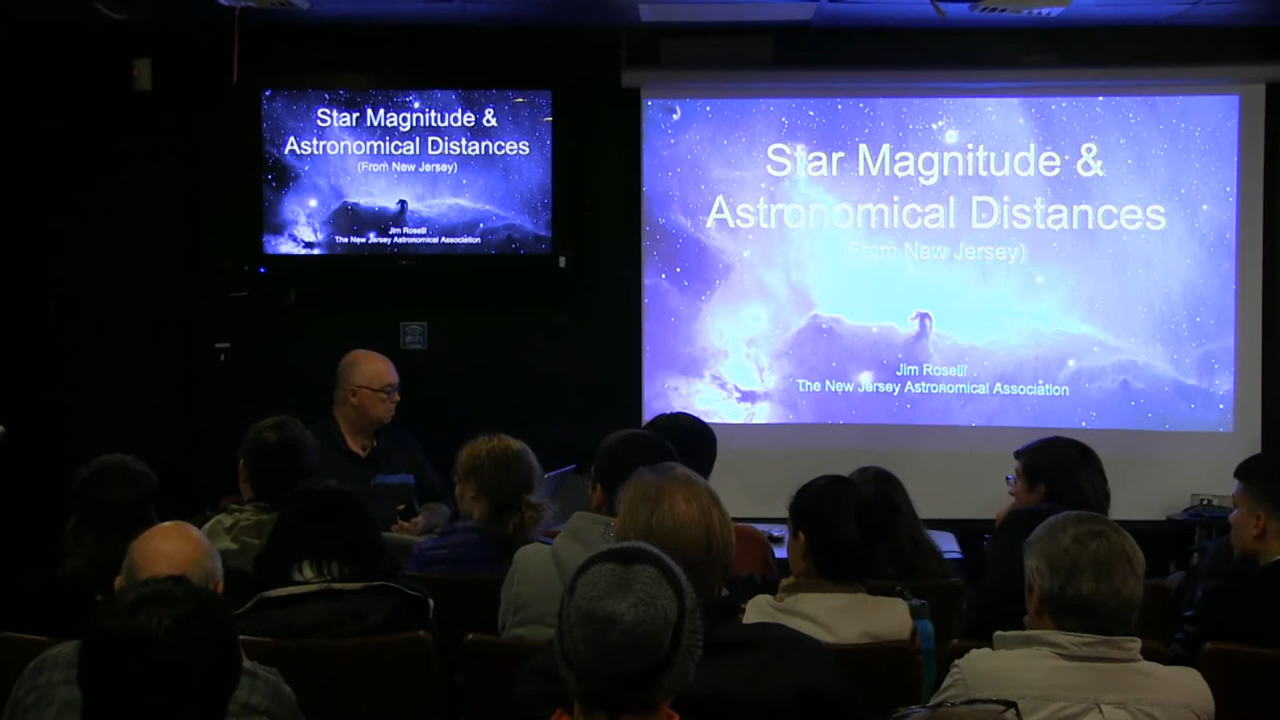 Star Magnitude &
Astronomical Distances
(From New Jersey)
Jim Roselli
The New Jersey Astronomical Association
WiFi
Star Magnitude &
Astronomical Distances
(From New Jersey)
Jim Roselli
The New Jersey Astronomical Association